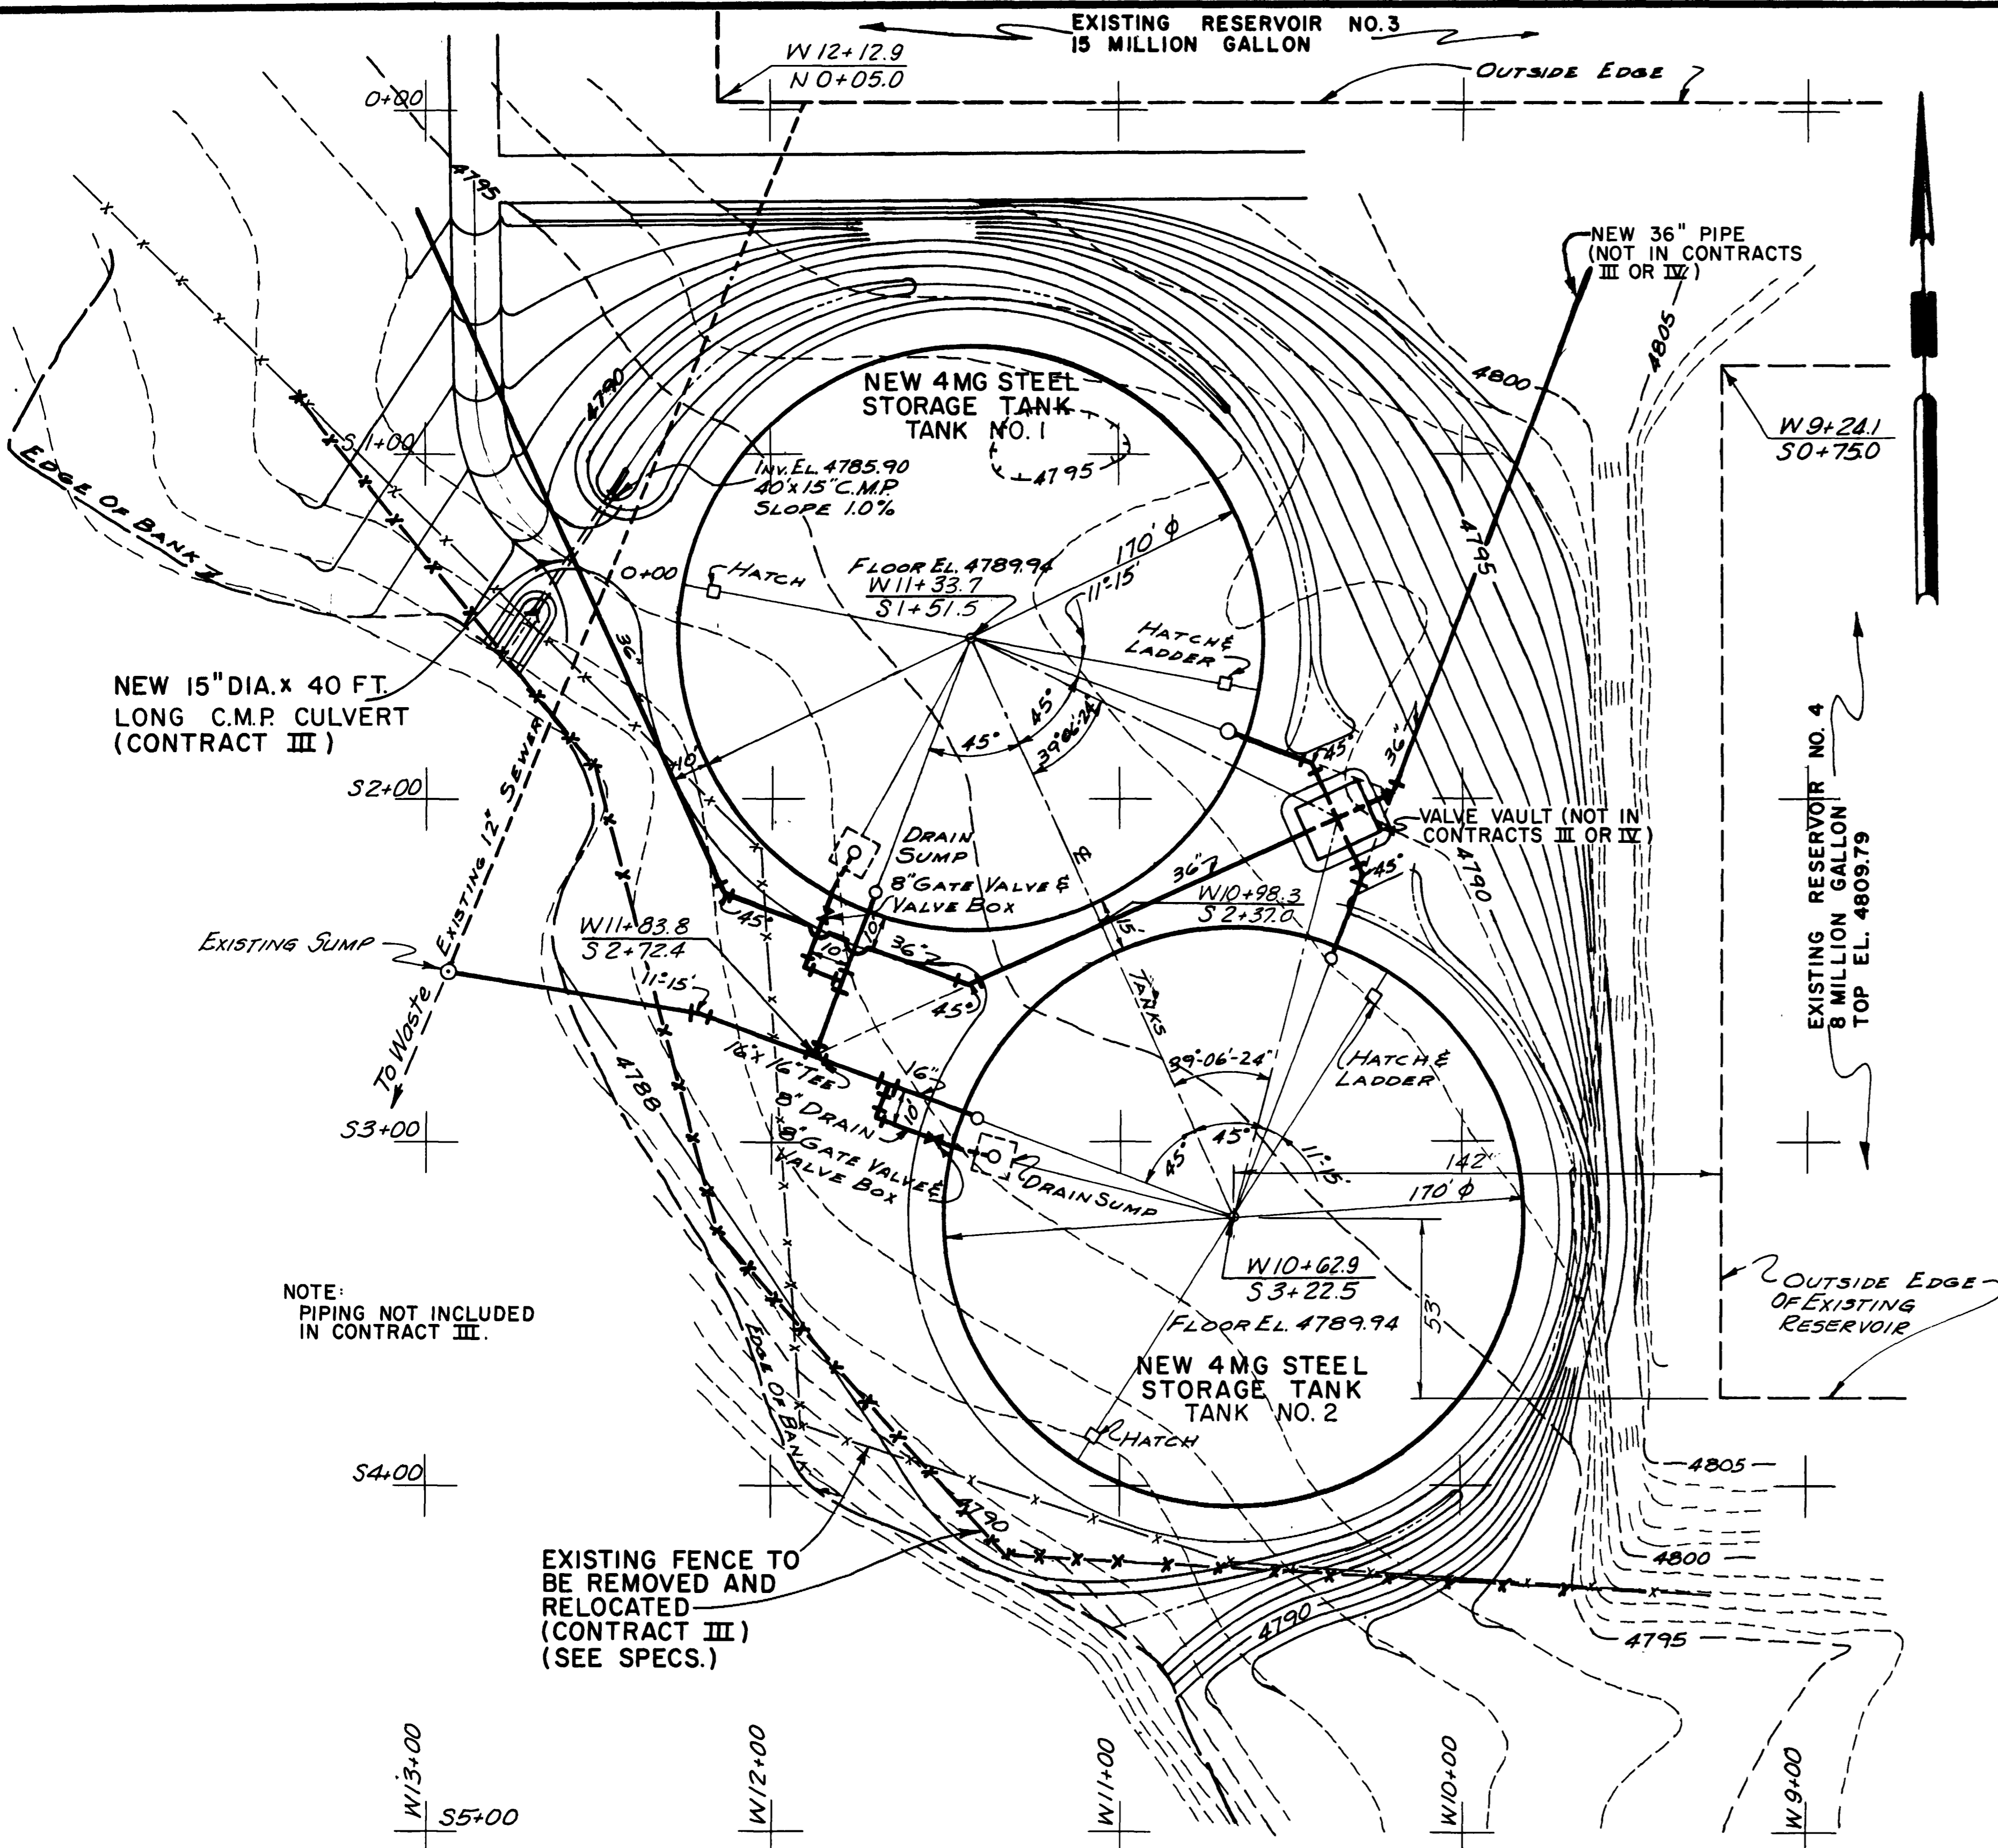 EXISTING RESERVOIR NO. 3
15 MILLION GALLON
W 12+12.9
N 0+05.0
OUTSIDE EDGE
0+00
4795
NEW 36" PIPE
(NOT IN CONTRACTS
III OR IV)
4805
4800
W 9+24.1
S 0+75.0
4790
NEW 4 MG STEEL
STORAGE TANK
TANK NO. 1
4795
S 1+00
EDGE OF BANK
INV. EL. 4785.90
40' X 15" C.M.P.
SLOPE 1.0%
4795
170' ϕ
11°-15'
0+00
HATCH
FLOOR EL. 4789.94
W 11+33.7
S 1+51.5
HATCH &
LADDER
36"
45°
45°
39°06'-24"
NEW 15" DIA. x 40 FT.
LONG C.M.P. CULVERT
(CONTRACT III)
10'
45°
36"
S 2+00
EXISTING 12" SEWER
VALVE VAULT (NOT IN
CONTRACTS III OR IV)
EXISTING RESERVOIR NO. 4
8 MILLION GALLON
TOP EL. 4809.79
DRAIN
SUMP
8" GATE VALVE &
VALVE BOX
36"
45°
4790
W 10+98.3
S 2+37.0
15'
W 11+83.8
S 2+72.4
45°
10'
10'
36"
EXISTING SUMP
11°-15'
45°
℄ TANKS
TO WASTE
4788
16" x 16" TEE
16"
10'
8" DRAIN
8" GATE VALVE &
VALVE BOX
39°-06'-24"
HATCH &
LADDER
S 3+00
45°
45°
11°-15'
142'
170' ϕ
DRAIN SUMP
W 10+62.9
S 3+22.5
FLOOR EL. 4789.94
53'
OUTSIDE EDGE
OF EXISTING
RESERVOIR
NOTE:
PIPING NOT INCLUDED
IN CONTRACT III.
EDGE OF BANK
NEW 4 MG STEEL
STORAGE TANK
TANK NO. 2
HATCH
S 4+00
4805
4790
4800
EXISTING FENCE TO
BE REMOVED AND
RELOCATED
(CONTRACT III)
(SEE SPECS.)
4790
4795
W 13+00
W 12+00
W 11+00
W 10+00
W 9+00
S 5+00